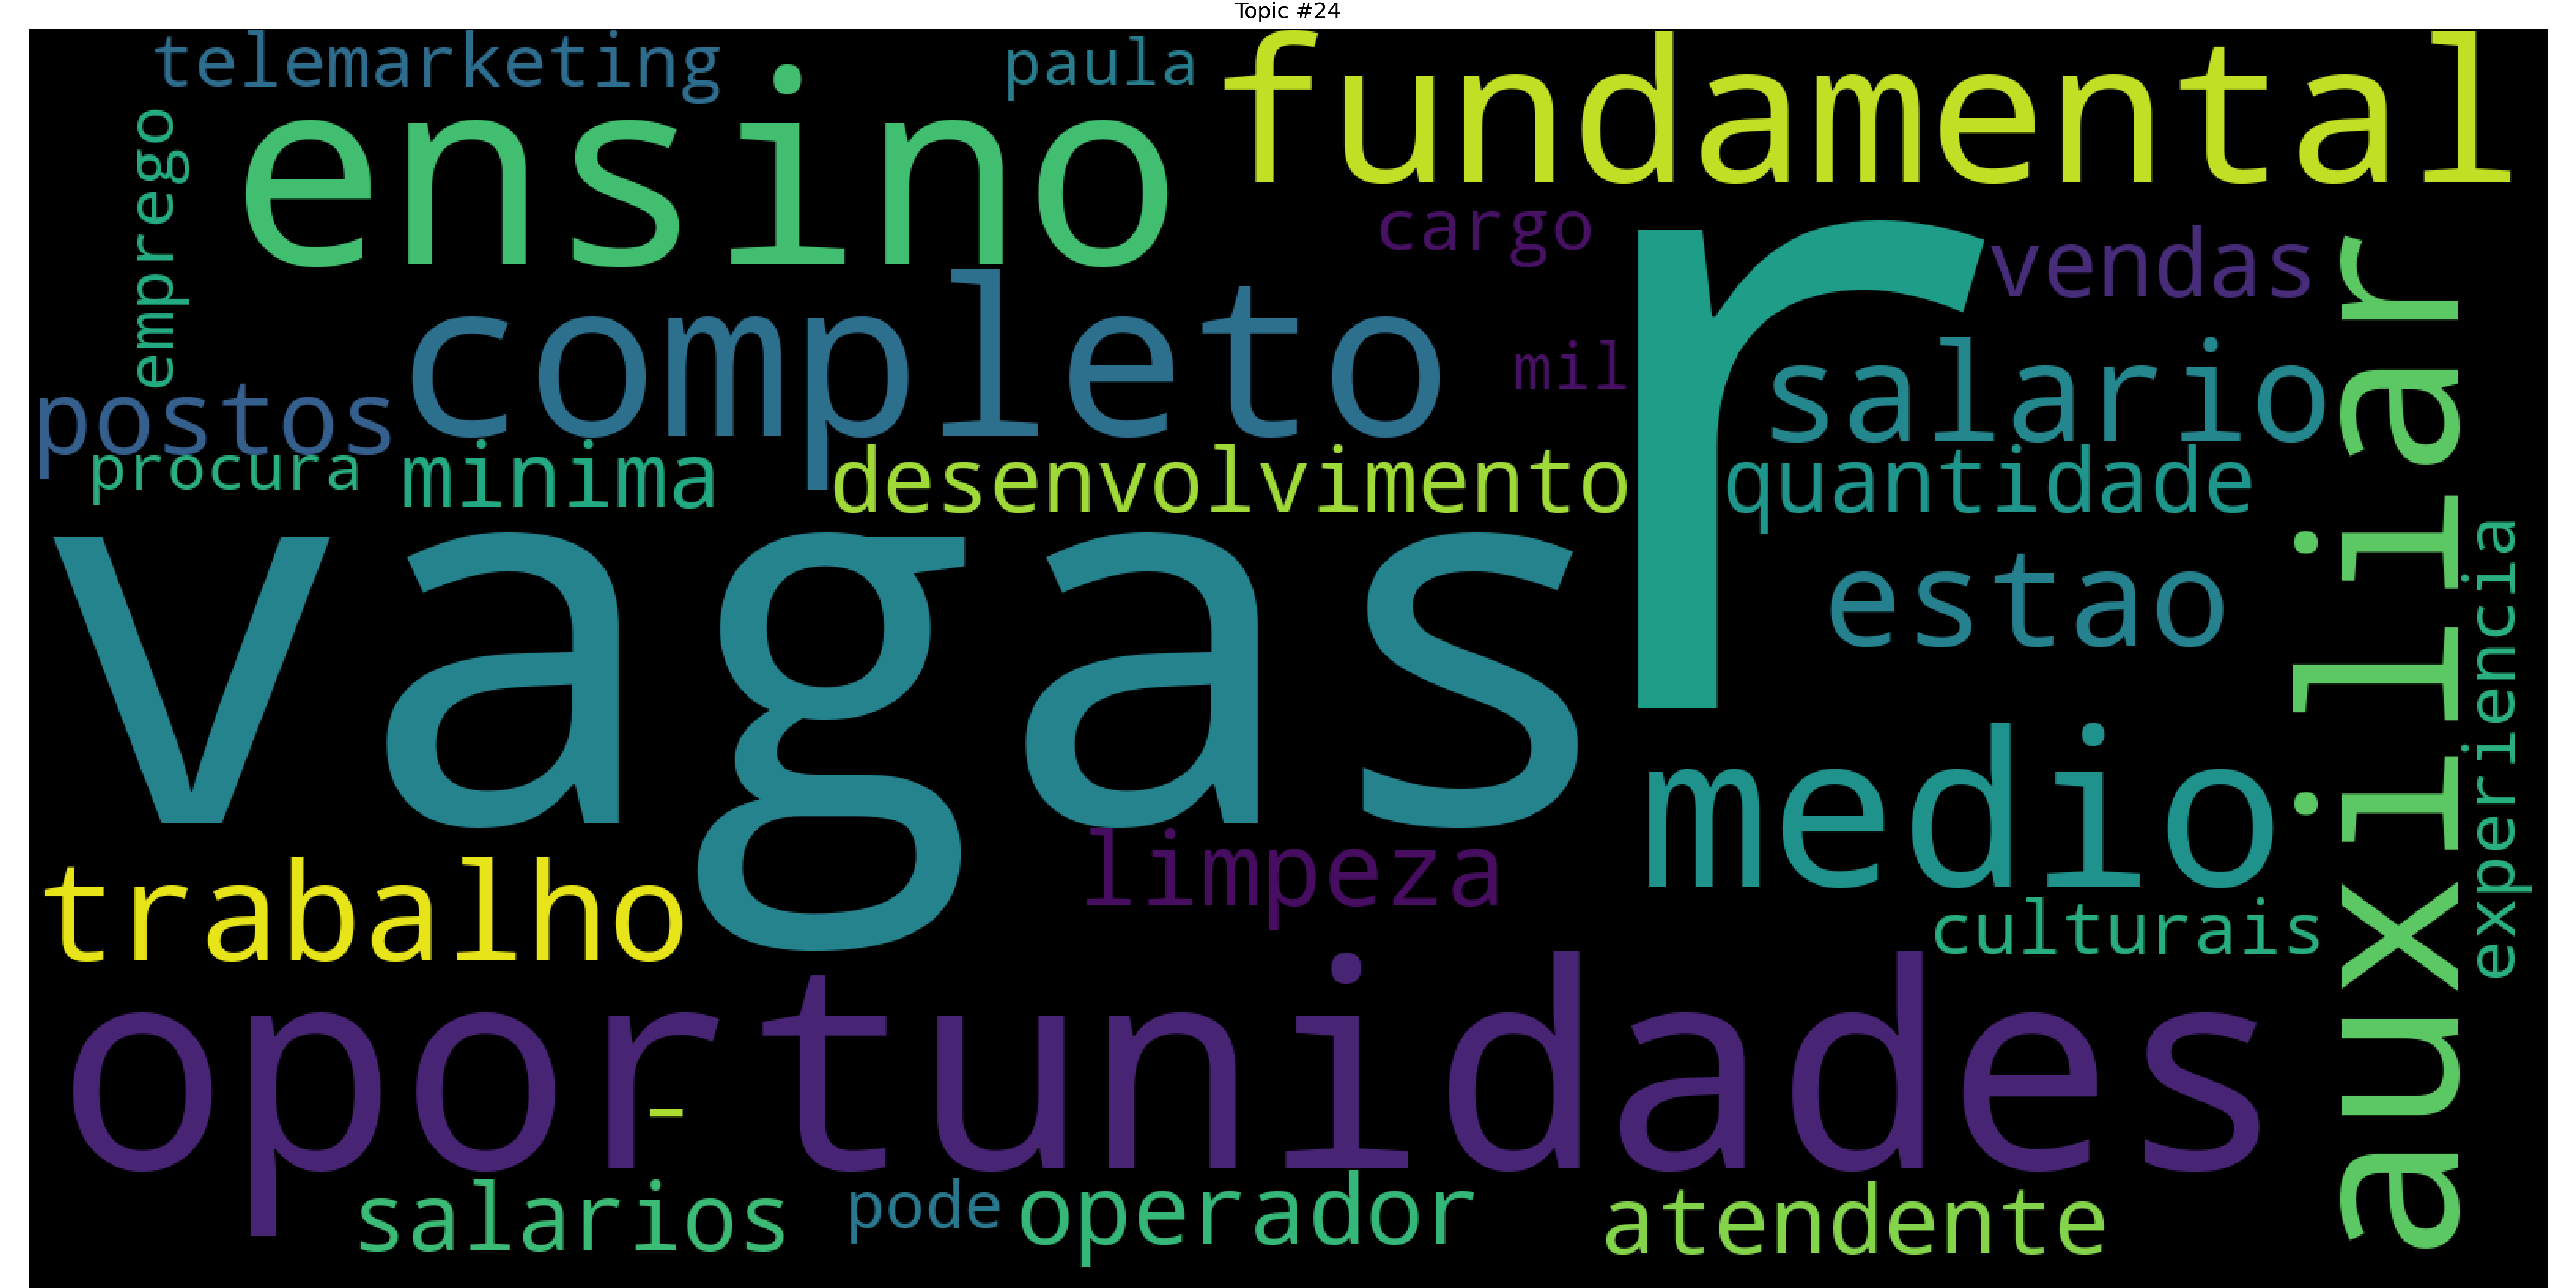 Topic #24
telemarketing
paula
fundamental
ensino
emprego
cargo
vendas
completo
r
mil
salario
postos
procura
minima
desenvolvimento
quantidade
vagas
estao
auxiliar
experiencia
medio
limpeza
trabalho
culturais
oportunidades
-
salarios
pode
operador
atendente